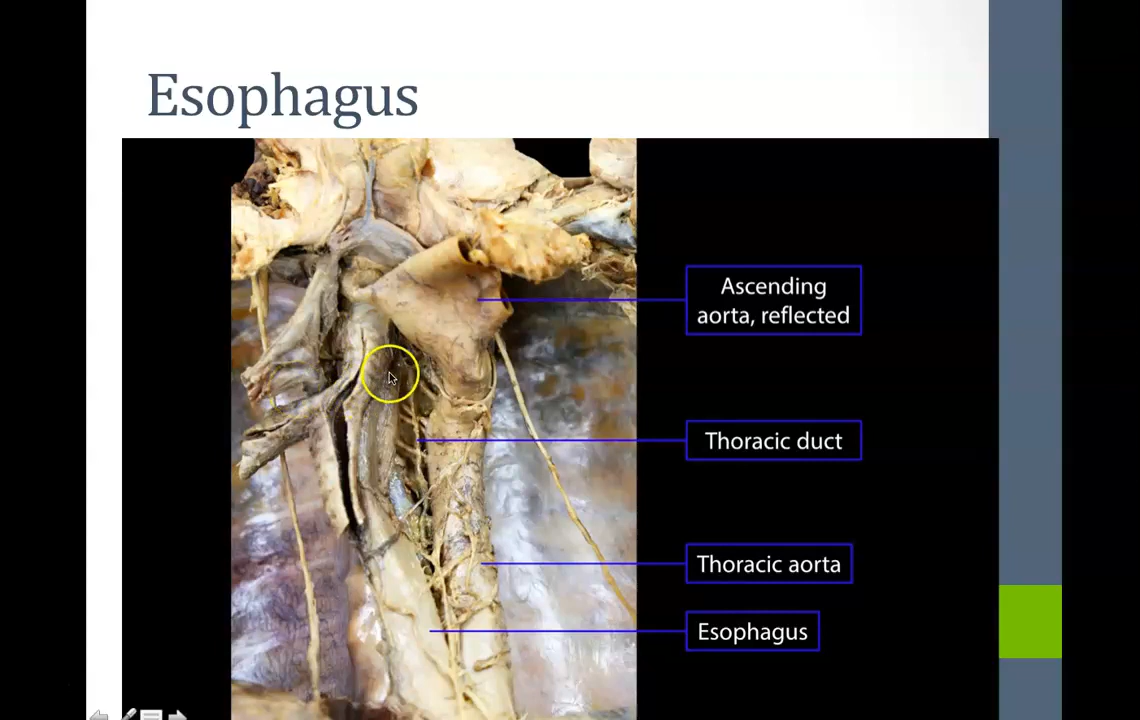 Esophagus
Ascending
aorta, reflected
Thoracic duct
Thoracic aorta
Esophagus